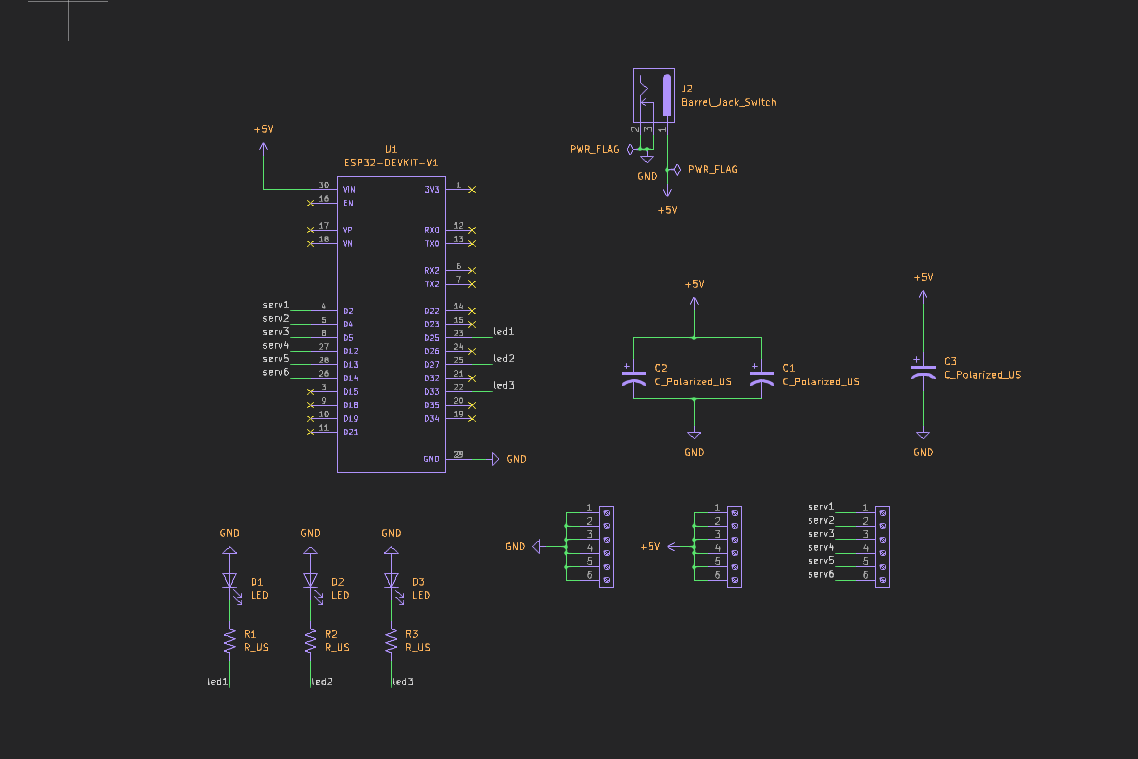 J2
Barrel_Jack_Switch
2
3
1
PWR_FLAG
PWR_FLAG
GND
+5V
+5V
U1
ESP32-DEVKIT-V1
30 VIN 3V3 1
16 EN
17 VP RX0 12
18 VN TX0 13
RX2 6
TX2 7
serv1 4 D2 D22 14
serv2 5 D4 D23 15
serv3 8 D5 D25 23 led1
serv4 27 D12 D26 24
serv5 28 D13 D27 25 led2
serv6 26 D14 D32 21
3 D15 D33 22 led3
9 D18 D35 20
10 D19 D34 19
11 D21
GND GND
+5V
C2
C_Polarized_US
C1
C_Polarized_US
GND
+5V
C3
C_Polarized_US
GND
GND GND GND
D1 D2 D3
LED LED LED
R1 R2 R3
R_US R_US R_US
led1 led2 led3
GND
1
2
3
4
5
6
+5V
1
2
3
4
5
6
serv1 1
serv2 2
serv3 3
serv4 4
serv5 5
serv6 6